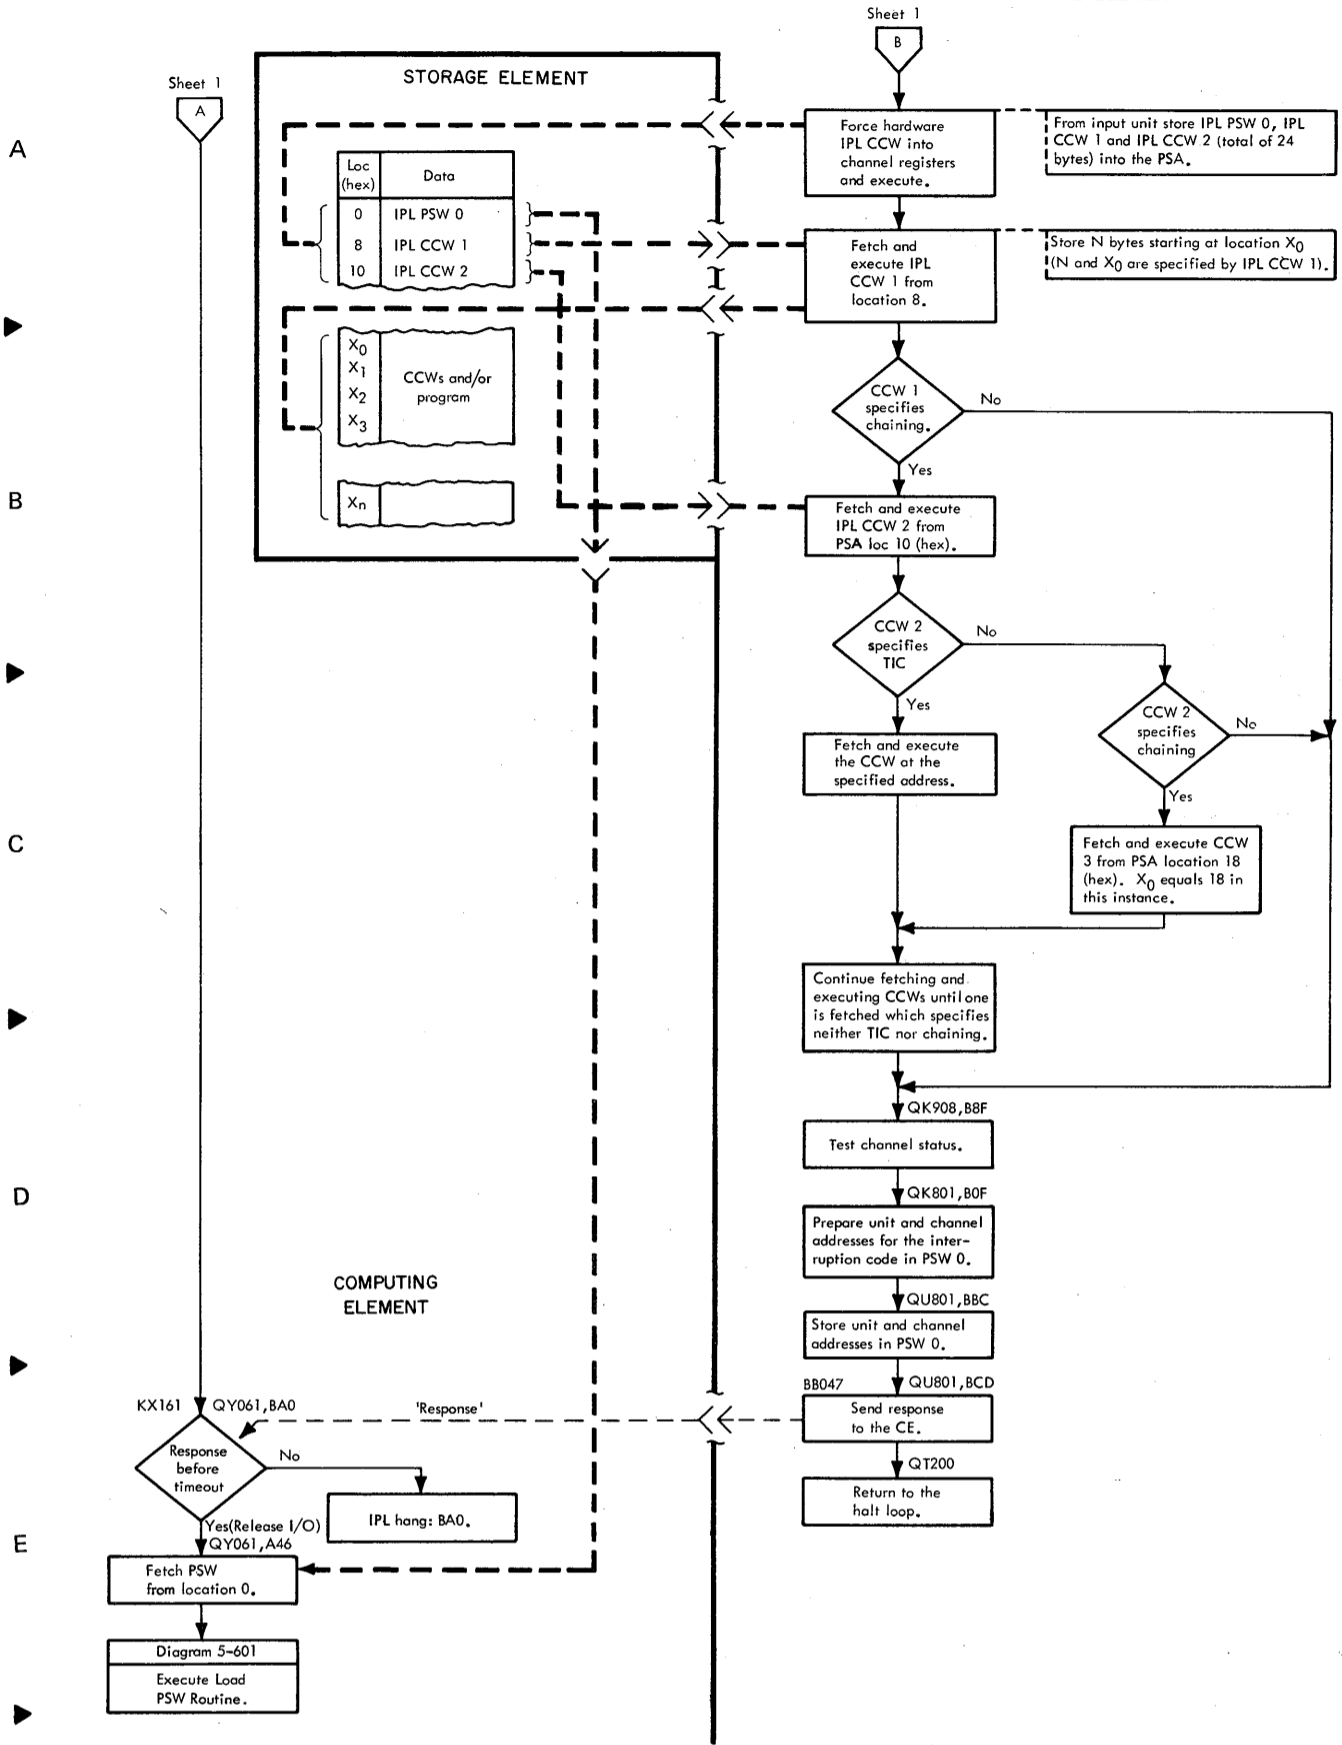 Sheet 1
B
Sheet 1
A
STORAGE ELEMENT
A
Loc
(hex)
Data
0
IPL PSW 0
8
IPL CCW 1
10
IPL CCW 2
X0
X1
X2
X3
CCWs and/or
program
B
Xn
Force hardware
IPL CCW into
channel registers
and execute.
From input unit store IPL PSW 0, IPL
CCW 1 and IPL CCW 2 (total of 24
bytes) into the PSA.
Fetch and
execute IPL
CCW 1 from
location 8.
Store N bytes starting at location X0
(N and X0 are specified by IPL CCW 1).
CCW 1
specifies
chaining.
No
Yes
Fetch and execute
IPL CCW 2 from
PSA loc 10 (hex).
CCW 2
specifies
TIC
No
Yes
CCW 2
specifies
chaining
No
Yes
Fetch and execute
the CCW at the
specified address.
C
Fetch and execute CCW
3 from PSA location 18
(hex). X0 equals 18 in
this instance.
Continue fetching and
executing CCWs until one
is fetched which specifies
neither TIC nor chaining.
QK908,B8F
Test channel status.
D
QK801,B0F
Prepare unit and channel
addresses for the inter-
ruption code in PSW 0.
QU801,BBC
Store unit and channel
addresses in PSW 0.
COMPUTING
ELEMENT
BB047
QU801,BCD
Send response
to the CE.
QT200
Return to the
halt loop.
KX161
QY061,BA0
'Response'
Response
before
timeout
No
IPL hang: BA0.
E
Yes(Release I/O)
QY061,A46
Fetch PSW
from location 0.
Diagram 5-601
Execute Load
PSW Routine.